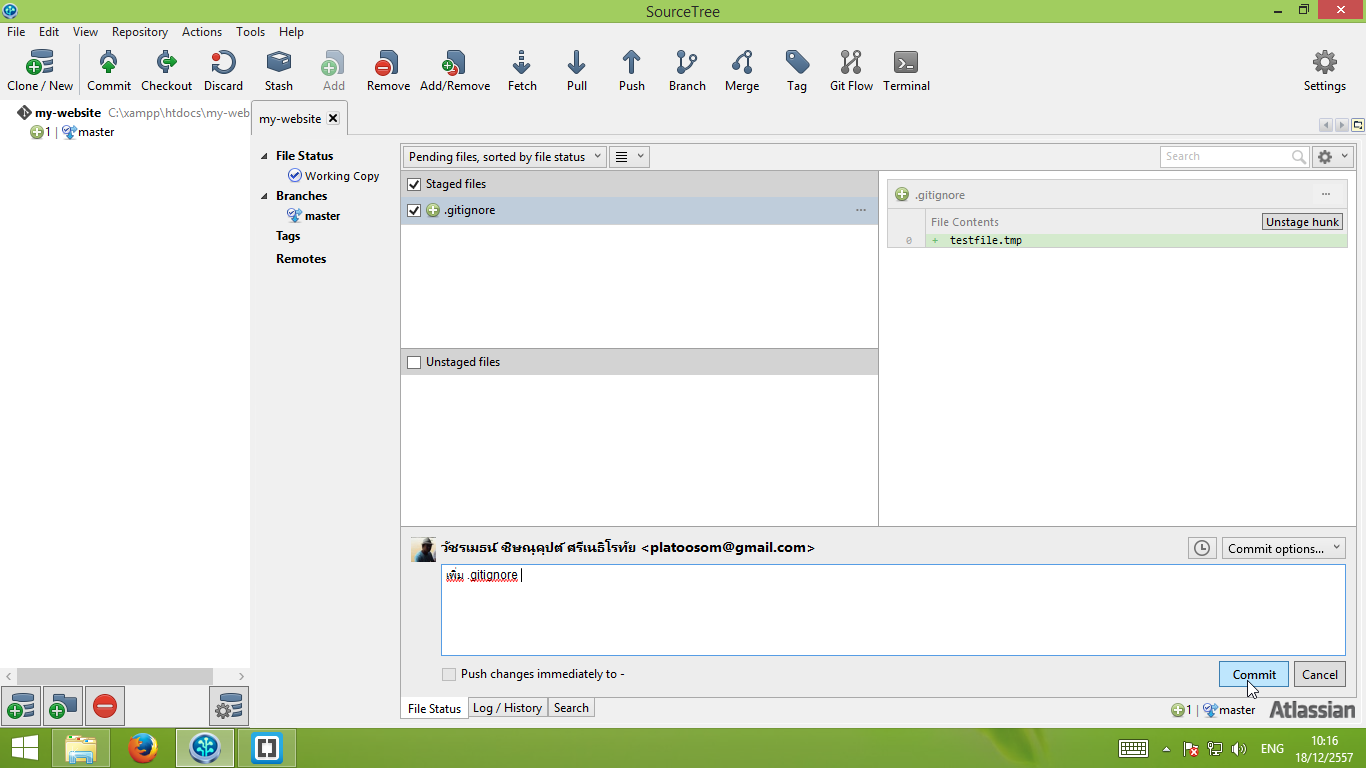 SourceTree
File Edit View Repository Actions Tools Help
Clone / New Commit Checkout Discard Stash Add Remove Add/Remove Fetch Pull Push Branch Merge Tag Git Flow Terminal Settings
my-website C:\xampp\htdocs\my-web
1 | master
my-website
File Status
Working Copy
Branches
master
Tags
Remotes
Pending files, sorted by file status
Search
Staged files
.gitignore
Unstaged files
.gitignore
File Contents Unstage hunk
0 + testfile.tmp
วัชรเมธน์ ชิษณุคุปต์ ศรีเนธิโรทัย <platoosom@gmail.com>
Commit options...
เพิ่ม .gitignore
Push changes immediately to -
Commit Cancel
File Status Log / History Search
1 | master Atlassian
ENG
10:16
18/12/2557